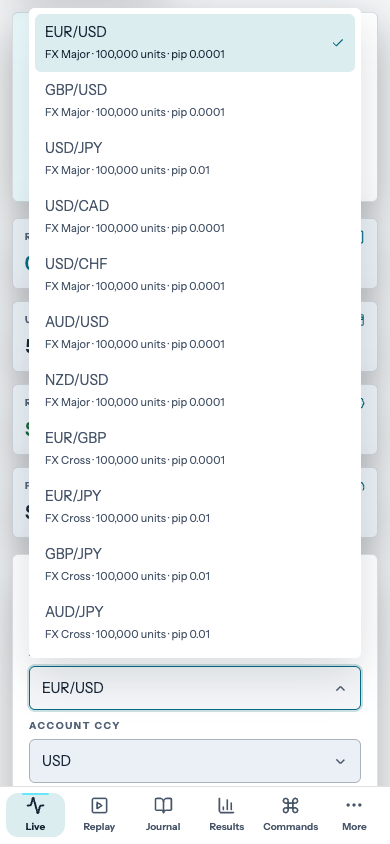 EUR/USD
FX Major · 100,000 units · pip 0.0001
GBP/USD
FX Major · 100,000 units · pip 0.0001
USD/JPY
FX Major · 100,000 units · pip 0.01
USD/CAD
FX Major · 100,000 units · pip 0.0001
USD/CHF
FX Major · 100,000 units · pip 0.0001
AUD/USD
FX Major · 100,000 units · pip 0.0001
NZD/USD
FX Major · 100,000 units · pip 0.0001
EUR/GBP
FX Cross · 100,000 units · pip 0.0001
EUR/JPY
FX Cross · 100,000 units · pip 0.01
GBP/JPY
FX Cross · 100,000 units · pip 0.01
AUD/JPY
FX Cross · 100,000 units · pip 0.01
EUR/USD
ACCOUNT CCY
USD
Live Replay Journal Results Commands More